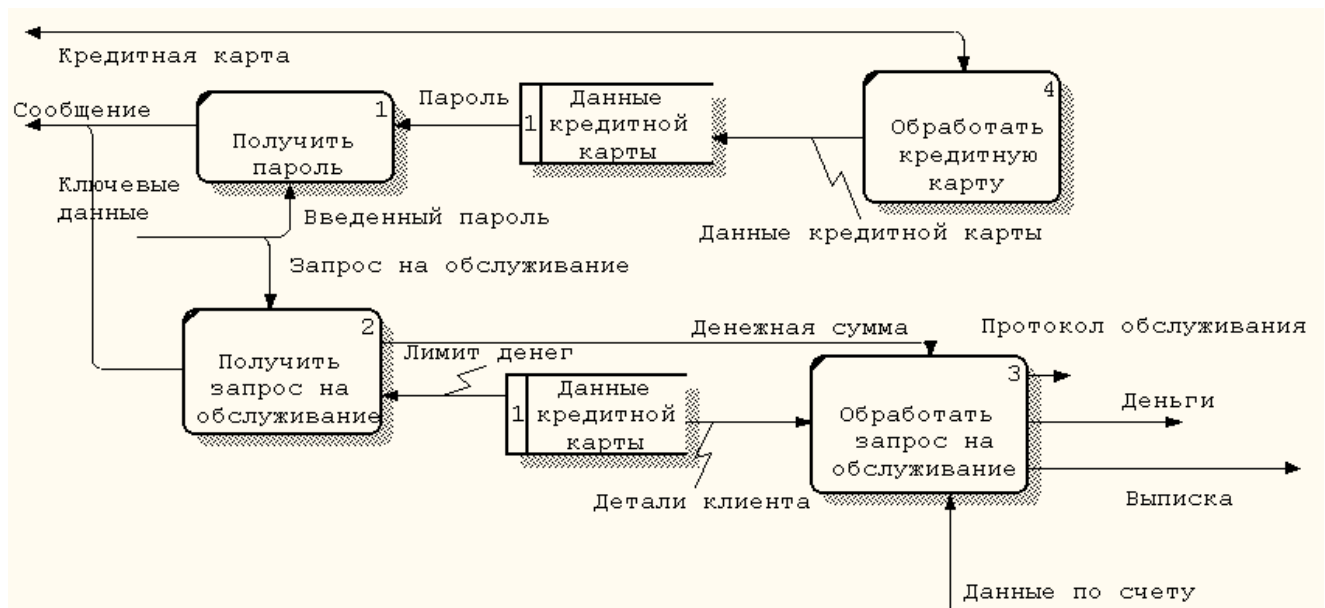 Кредитная карта
Сообщение
1
Получить
пароль
Пароль
1
Данные
кредитной
карты
4
Обработать
кредитную
карту
Ключевые
данные
Введенный пароль
Данные кредитной карты
Запрос на обслуживание
2
Получить
запрос на
обслуживание
Денежная сумма
Лимит денег
Протокол обслуживания
1
Данные
кредитной
карты
3
Обработать
запрос на
обслуживание
Деньги
Детали клиента
Выписка
Данные по счету